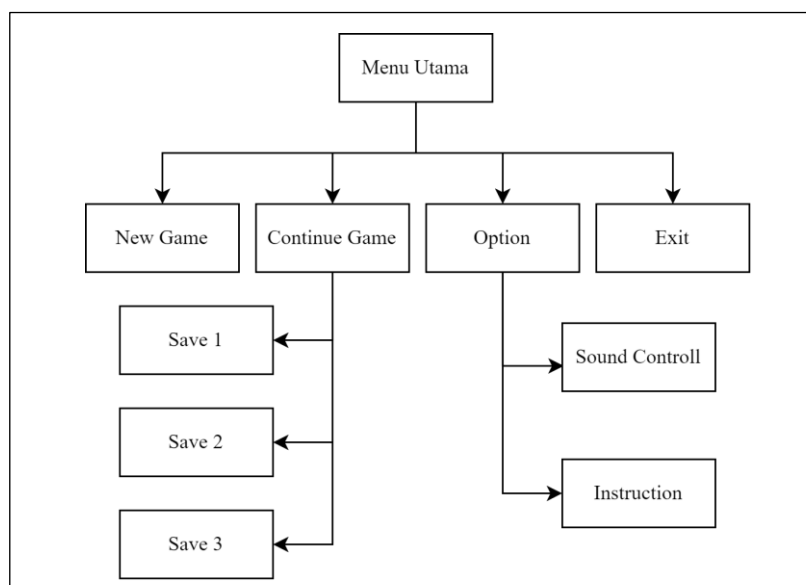 Menu Utama
New Game
Continue Game
Option
Exit
Save 1
Save 2
Save 3
Sound Controll
Instruction